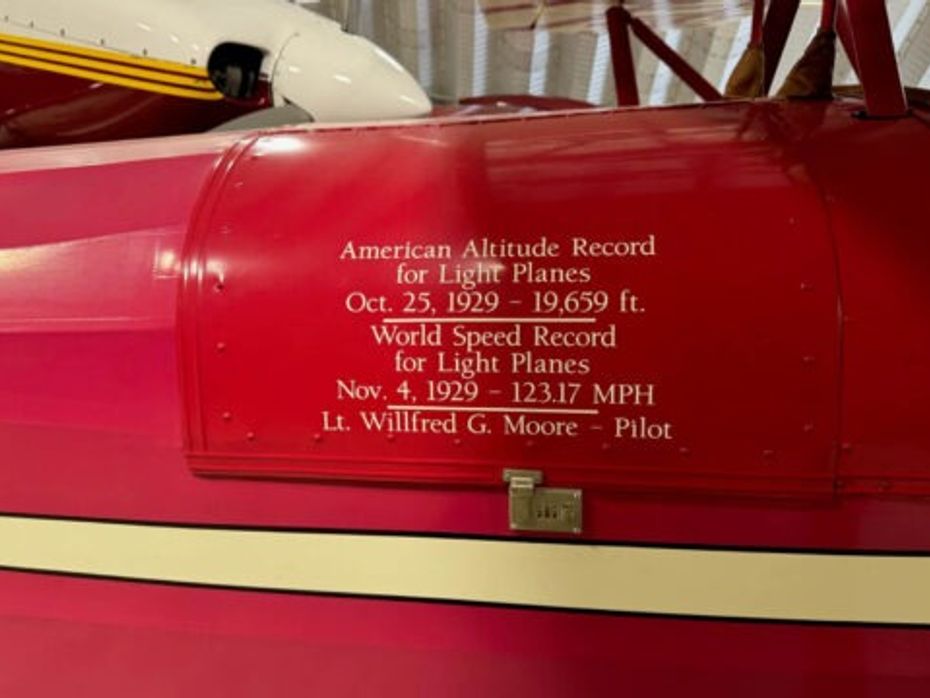 American Altitude Record
for Light Planes
Oct. 25, 1929 – 19,659 ft.
World Speed Record
for Light Planes
Nov. 4, 1929 – 123.17 MPH
Lt. Willfred G. Moore – Pilot